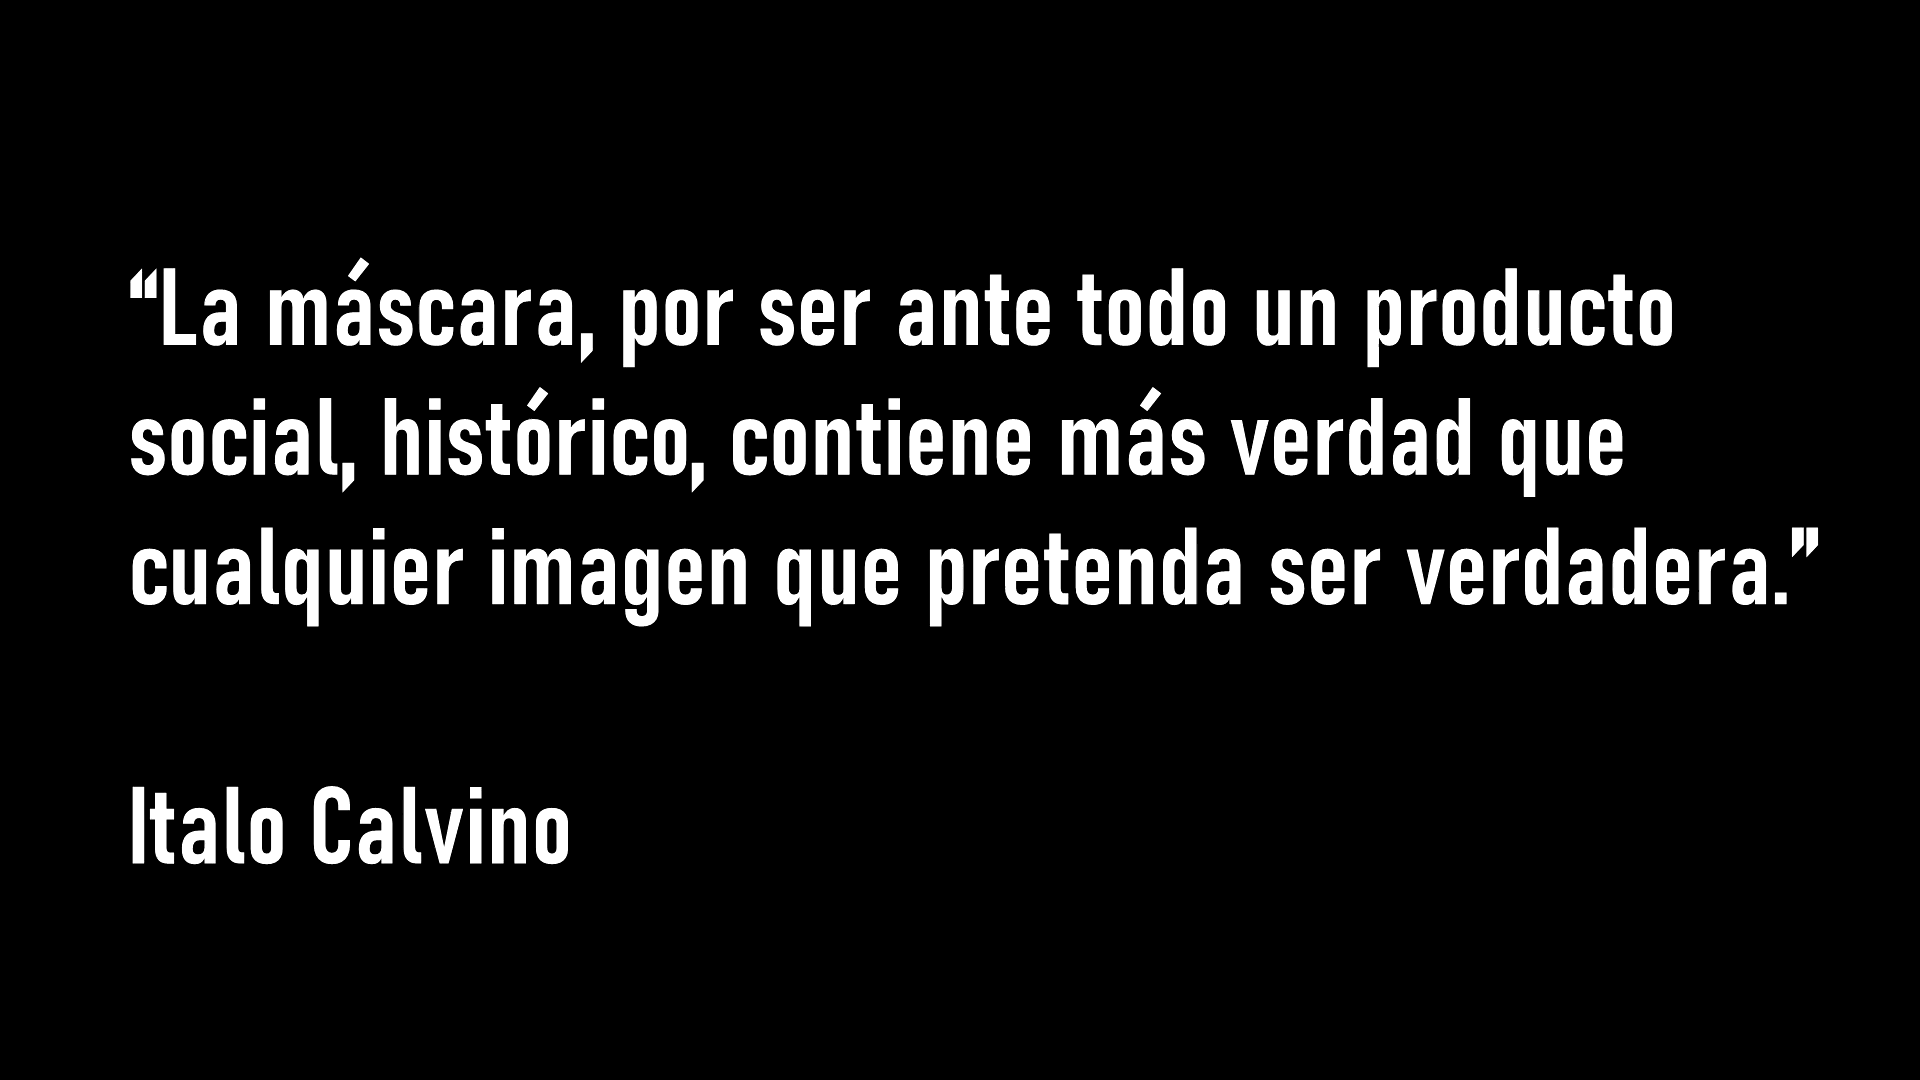 “La máscara, por ser ante todo un producto
social, histórico, contiene más verdad que
cualquier imagen que pretenda ser verdadera.”
Italo Calvino